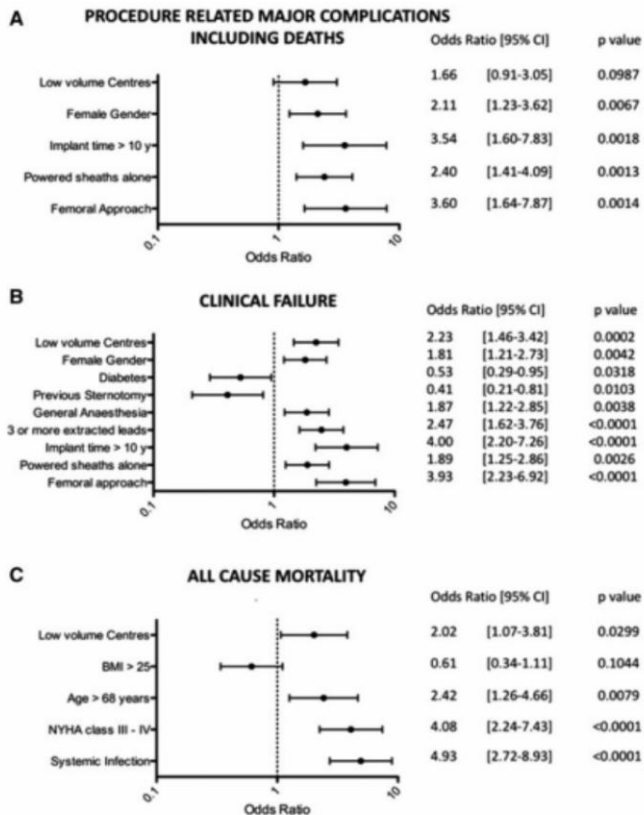 A
PROCEDURE RELATED MAJOR COMPLICATIONS
INCLUDING DEATHS
Odds Ratio [95% CI] p value
Low volume Centres 1.66 [0.91-3.05] 0.0987
Female Gender 2.11 [1.23-3.62] 0.0067
Implant time > 10 y 3.54 [1.60-7.83] 0.0018
Powered sheaths alone 2.40 [1.41-4.09] 0.0013
Femoral Approach 3.60 [1.64-7.87] 0.0014
0.1 1 10
Odds Ratio
B
CLINICAL FAILURE
Odds Ratio [95% CI] p value
Low volume Centres 2.23 [1.46-3.42] 0.0002
Female Gender 1.81 [1.21-2.73] 0.0042
Diabetes 0.53 [0.29-0.95] 0.0318
Previous Sternotomy 0.41 [0.21-0.81] 0.0103
General Anaesthesia 1.87 [1.22-2.85] 0.0038
3 or more extracted leads 2.47 [1.62-3.76] <0.0001
Implant time > 10 y 4.00 [2.20-7.26] <0.0001
Powered sheaths alone 1.89 [1.25-2.86] 0.0026
Femoral approach 3.93 [2.23-6.92] <0.0001
0.1 1 10
Odds Ratio
C
ALL CAUSE MORTALITY
Odds Ratio [95% CI] p value
Low volume Centres 2.02 [1.07-3.81] 0.0299
BMI > 25 0.61 [0.34-1.11] 0.1044
Age > 68 years 2.42 [1.26-4.66] 0.0079
NYHA class III - IV 4.08 [2.24-7.43] <0.0001
Systemic Infection 4.93 [2.72-8.93] <0.0001
0.1 1 10
Odds Ratio